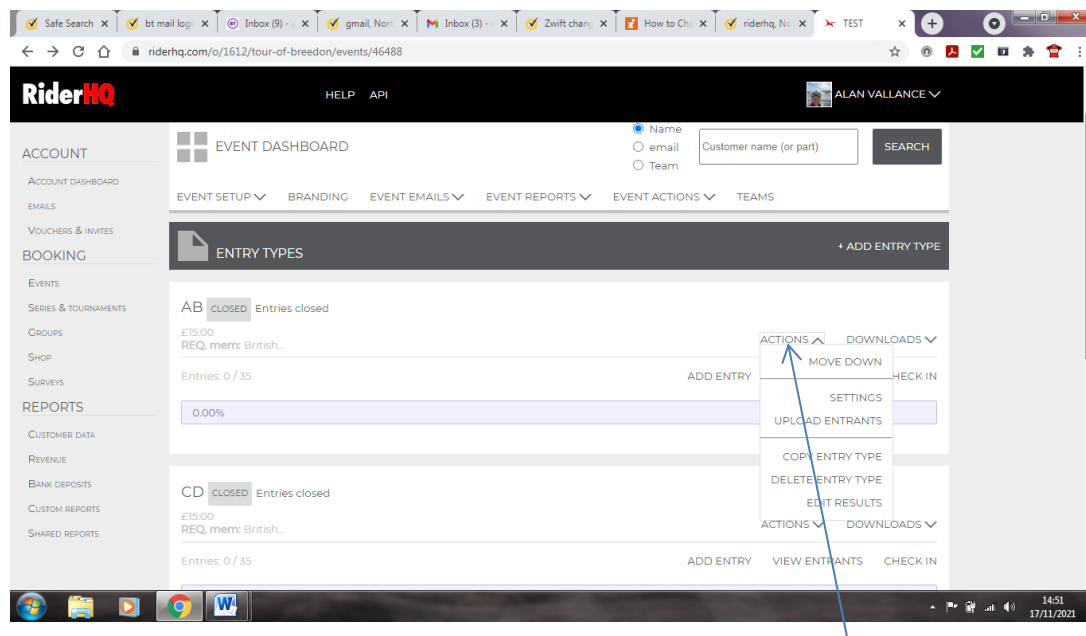 Safe Search
bt mail logi
Inbox (9) -
gmail, Nort
Inbox (3) -
Zwift chang
How to Cha
riderhq, No
TEST
riderhq.com/o/1612/tour-of-breedon/events/46488
RiderHQ
HELP API
ALAN VALLANCE
ACCOUNT
ACCOUNT DASHBOARD
EMAILS
VOUCHERS & INVITES
BOOKING
EVENTS
SERIES & TOURNAMENTS
GROUPS
SHOP
SURVEYS
REPORTS
CUSTOMER DATA
REVENUE
BANK DEPOSITS
CUSTOM REPORTS
SHARED REPORTS
EVENT DASHBOARD
Name
email
Team
Customer name (or part)
SEARCH
EVENT SETUP BRANDING EVENT EMAILS EVENT REPORTS EVENT ACTIONS TEAMS
ENTRY TYPES
+ ADD ENTRY TYPE
AB CLOSED Entries closed
£15.00
REQ. mem: British...
ACTIONS DOWNLOADS
MOVE DOWN
Entries: 0 / 35
ADD ENTRY HECK IN
SETTINGS
0.00%
UPLOAD ENTRANTS
COPY ENTRY TYPE
DELETE ENTRY TYPE
EDIT RESULTS
CD CLOSED Entries closed
£15.00
REQ. mem: British...
ACTIONS DOWNLOADS
Entries: 0 / 35
ADD ENTRY VIEW ENTRANTS CHECK IN
14:51
17/11/2021